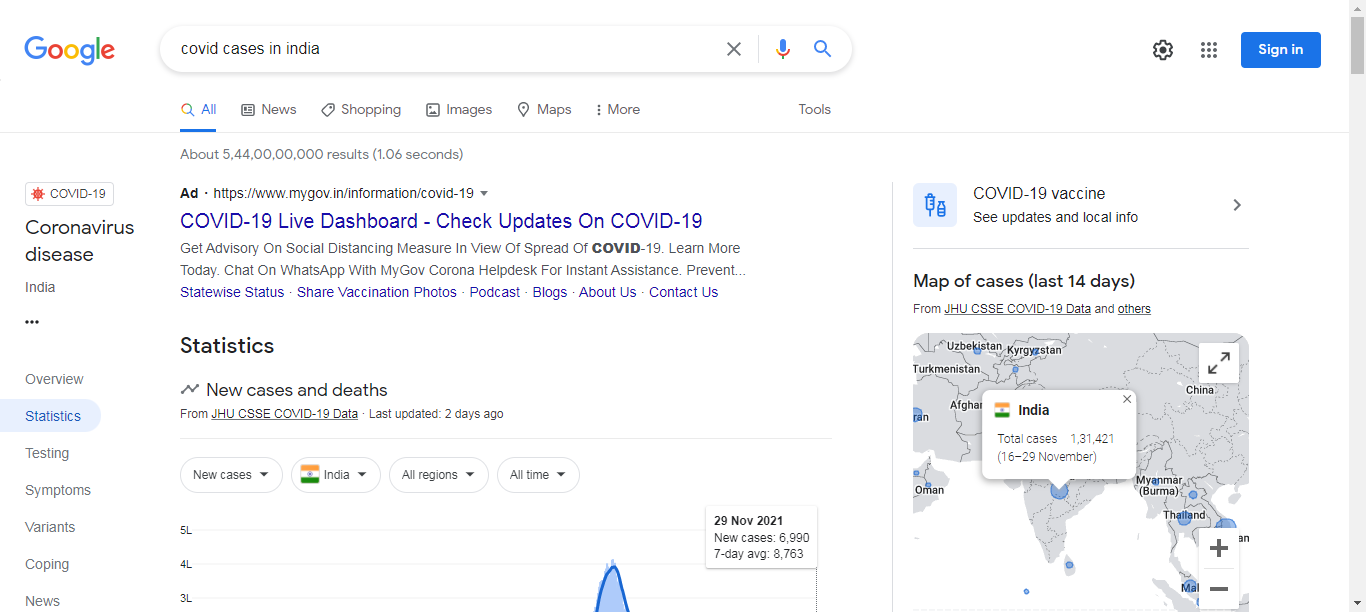 Google
covid cases in india
Sign in
All
News
Shopping
Images
Maps
More
Tools
About 5,44,00,00,000 results (1.06 seconds)
COVID-19
Coronavirus
disease
India
Overview
Statistics
Testing
Symptoms
Variants
Coping
News
Ad · https://www.mygov.in/information/covid-19
COVID-19 Live Dashboard - Check Updates On COVID-19
Get Advisory On Social Distancing Measure In View Of Spread Of COVID-19. Learn More
Today. Chat On WhatsApp With MyGov Corona Helpdesk For Instant Assistance. Prevent...
Statewise Status · Share Vaccination Photos · Podcast · Blogs · About Us · Contact Us
Statistics
New cases and deaths
From JHU CSSE COVID-19 Data · Last updated: 2 days ago
New cases
India
All regions
All time
5L
4L
3L
29 Nov 2021
New cases: 6,990
7-day avg: 8,763
COVID-19 vaccine
See updates and local info
Map of cases (last 14 days)
From JHU CSSE COVID-19 Data and others
Uzbekistan
Kyrgyzstan
Turkmenistan
China
Afghan
ran
India
Total cases 1,31,421
(16–29 November)
Oman
Myanmar
(Burma)
Thailand
am
Mal